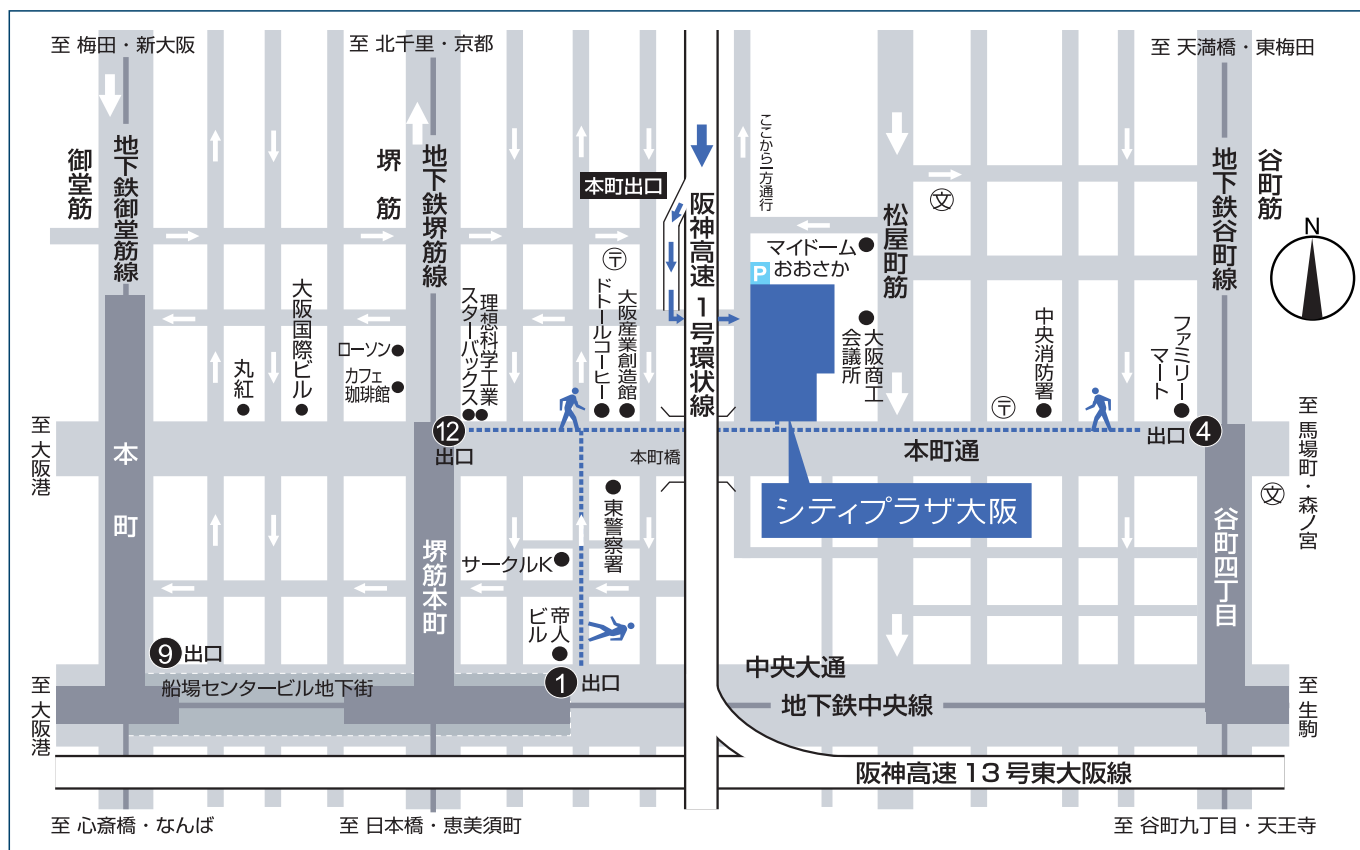 至 梅田・新大阪
至 北千里・京都
至 天満橋・東梅田
御堂筋
地下鉄御堂筋線
堺筋
地下鉄堺筋線
本町出口
阪神高速1号環状線
ここから一方通行
松屋町筋
文
地下鉄谷町線
谷町筋
N
〒
マイドーム
おおさか
P
丸紅
大阪国際ビル
ローソン
カフェ
珈琲館
スターバックス
理想科学工業
ドトールコーヒー
大阪産業創造館
大阪商工
会議所
中央消防署
〒
ファミリー
マート
至 大阪港
本町
12
出口
本町橋
本町通
出口 4
至 馬場町・森ノ宮
文
シティプラザ大阪
堺筋本町
東警察署
サークルK
帝人
ビル
谷町四丁目
9 出口
1 出口
船場センタービル地下街
中央大通
地下鉄中央線
至 大阪港
至 生駒
阪神高速 13 号東大阪線
至 心斎橋・なんば
至 日本橋・恵美須町
至 谷町九丁目・天王寺